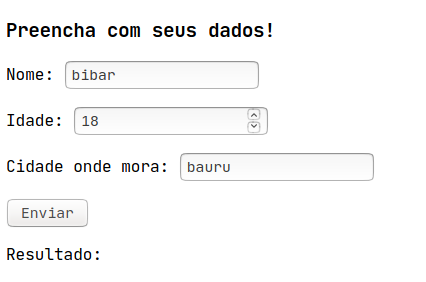 Preencha com seus dados!
Nome: bibar
Idade: 18
Cidade onde mora: bauru
Enviar
Resultado: